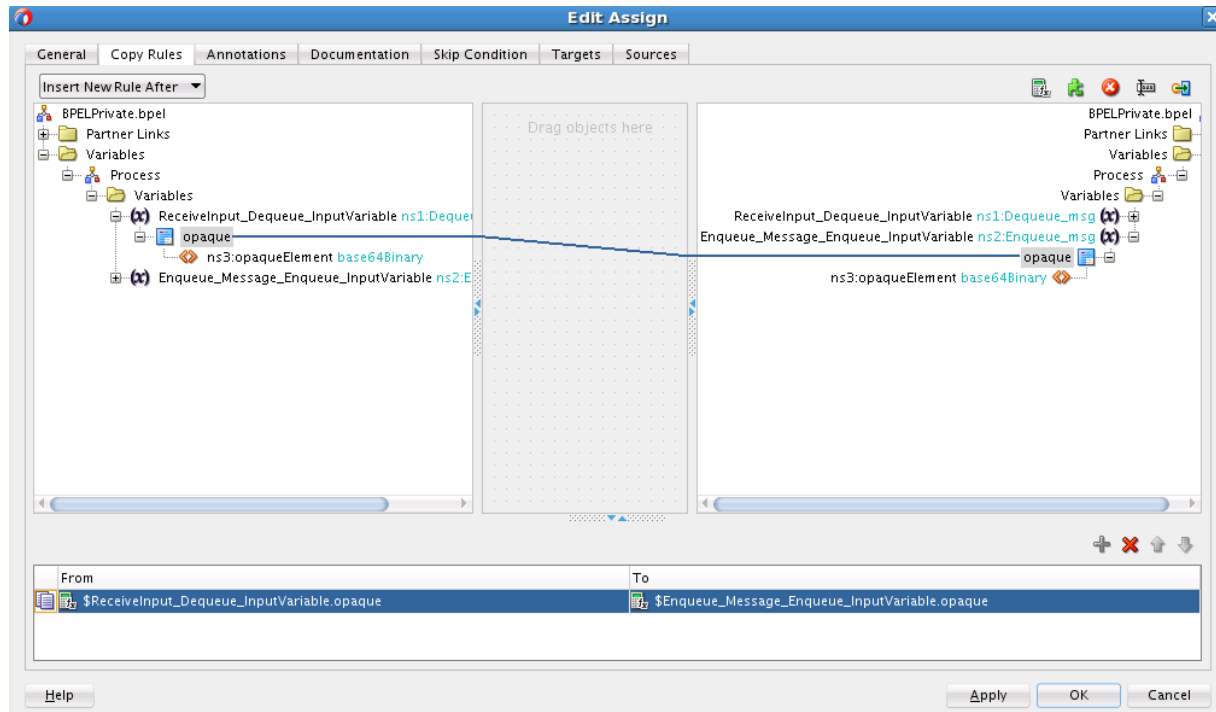 Edit Assign
General Copy Rules Annotations Documentation Skip Condition Targets Sources
Insert New Rule After
BPELPrivate.bpel
Partner Links
Variables
Process
Variables
(x) ReceiveInput_Dequeue_InputVariable ns1:Deque
opaque
ns3:opaqueElement base64Binary
(x) Enqueue_Message_Enqueue_InputVariable ns2:E
Drag objects here
BPELPrivate.bpel
Partner Links
Variables
Process
Variables
ReceiveInput_Dequeue_InputVariable ns1:Dequeue_msg (x)
Enqueue_Message_Enqueue_InputVariable ns2:Enqueue_msg (x)
opaque
ns3:opaqueElement base64Binary
From To
$ReceiveInput_Dequeue_InputVariable.opaque $Enqueue_Message_Enqueue_InputVariable.opaque
Help Apply OK Cancel